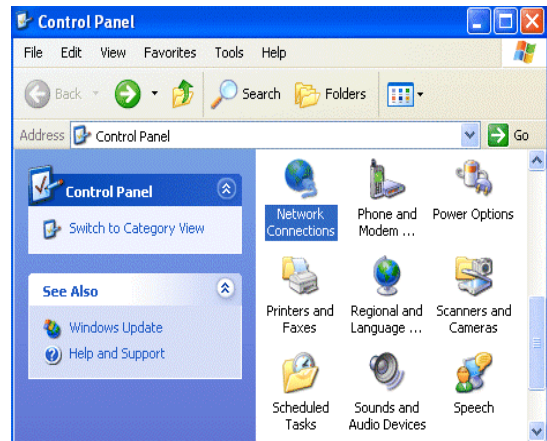 Control Panel
File Edit View Favorites Tools Help
Back Search Folders
Address Control Panel Go
Control Panel
Switch to Category View
See Also
Windows Update
Help and Support
Network Connections
Phone and Modem ...
Power Options
Printers and Faxes
Regional and Language ...
Scanners and Cameras
Scheduled Tasks
Sounds and Audio Devices
Speech